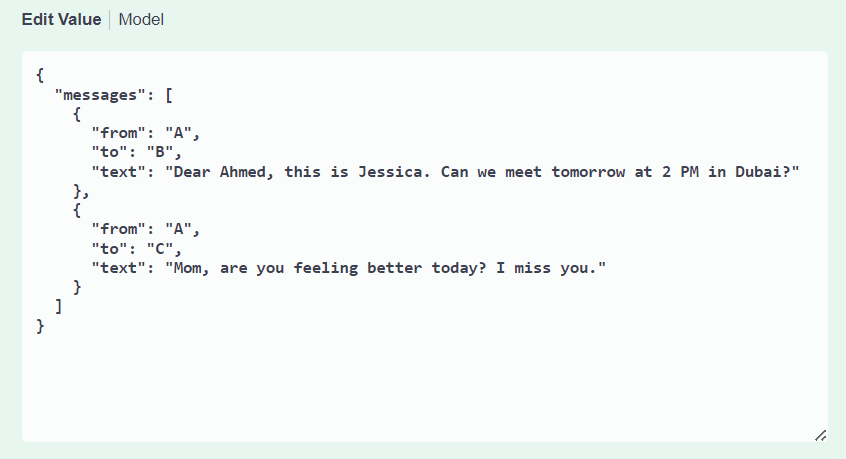 Edit Value Model
{
  "messages": [
    {
      "from": "A",
      "to": "B",
      "text": "Dear Ahmed, this is Jessica. Can we meet tomorrow at 2 PM in Dubai?"
    },
    {
      "from": "A",
      "to": "C",
      "text": "Mom, are you feeling better today? I miss you."
    }
  ]
}